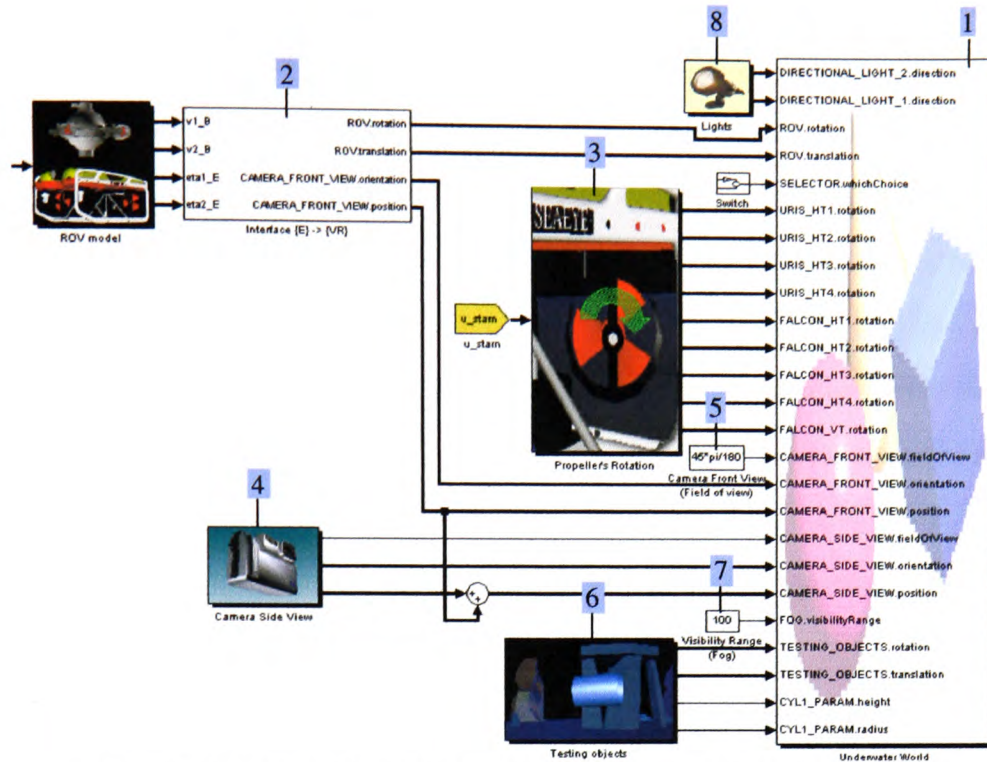 1
8
2
DIRECTIONAL_LIGHT_2.direction
DIRECTIONAL_LIGHT_1.direction
Lights
v1_B
ROV.rotation
ROV.rotation
v2_B
ROV.translation
3
ROV.translation
eta1_E
CAMERA_FRONT_VIEW.orientation
SELECTOR.whichChoice
Switch
eta2_E
CAMERA_FRONT_VIEW.position
SEAEYE
URIS_HT1.rotation
ROV model
Interface {E} -> {VR}
URIS_HT2.rotation
URIS_HT3.rotation
URIS_HT4.rotation
u_starn
u_starn
FALCON_HT1.rotation
FALCON_HT2.rotation
FALCON_HT3.rotation
FALCON_HT4.rotation
5
FALCON_VT.rotation
Propeller's Rotation
45*pi/180
CAMERA_FRONT_VIEW.fieldOfView
Camera Front View
(Field of view)
CAMERA_FRONT_VIEW.orientation
4
CAMERA_FRONT_VIEW.position
CAMERA_SIDE_VIEW.fieldOfView
CAMERA_SIDE_VIEW.orientation
7
6
CAMERA_SIDE_VIEW.position
Camera Side View
100
FOG.visibilityRange
Visibility Range
(Fog)
TESTING_OBJECTS.rotation
TESTING_OBJECTS.translation
CYL1_PARAM.height
CYL1_PARAM.radius
Testing objects
Underwater World